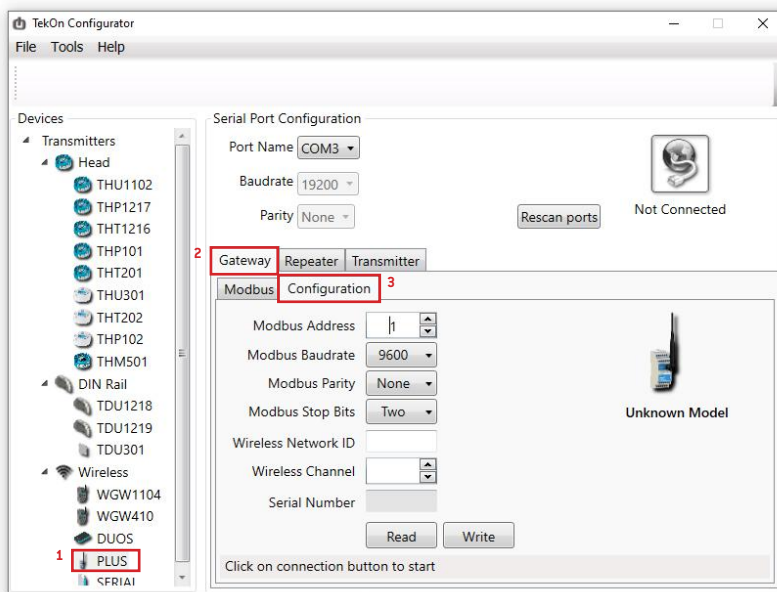 TekOn Configurator
File Tools Help
Devices
Transmitters
Head
THU1102
THP1217
THT1216
THP101
THT201
THU301
THT202
THP102
THM501
DIN Rail
TDU1218
TDU1219
TDU301
Wireless
WGW1104
WGW410
DUOS
1 PLUS
SERIAL
Serial Port Configuration
Port Name COM3
Baudrate 19200
Parity None
Rescan ports
Not Connected
2 Gateway Repeater Transmitter
Modbus Configuration 3
Modbus Address 1
Modbus Baudrate 9600
Modbus Parity None
Modbus Stop Bits Two
Wireless Network ID
Wireless Channel
Serial Number
Unknown Model
Read Write
Click on connection button to start